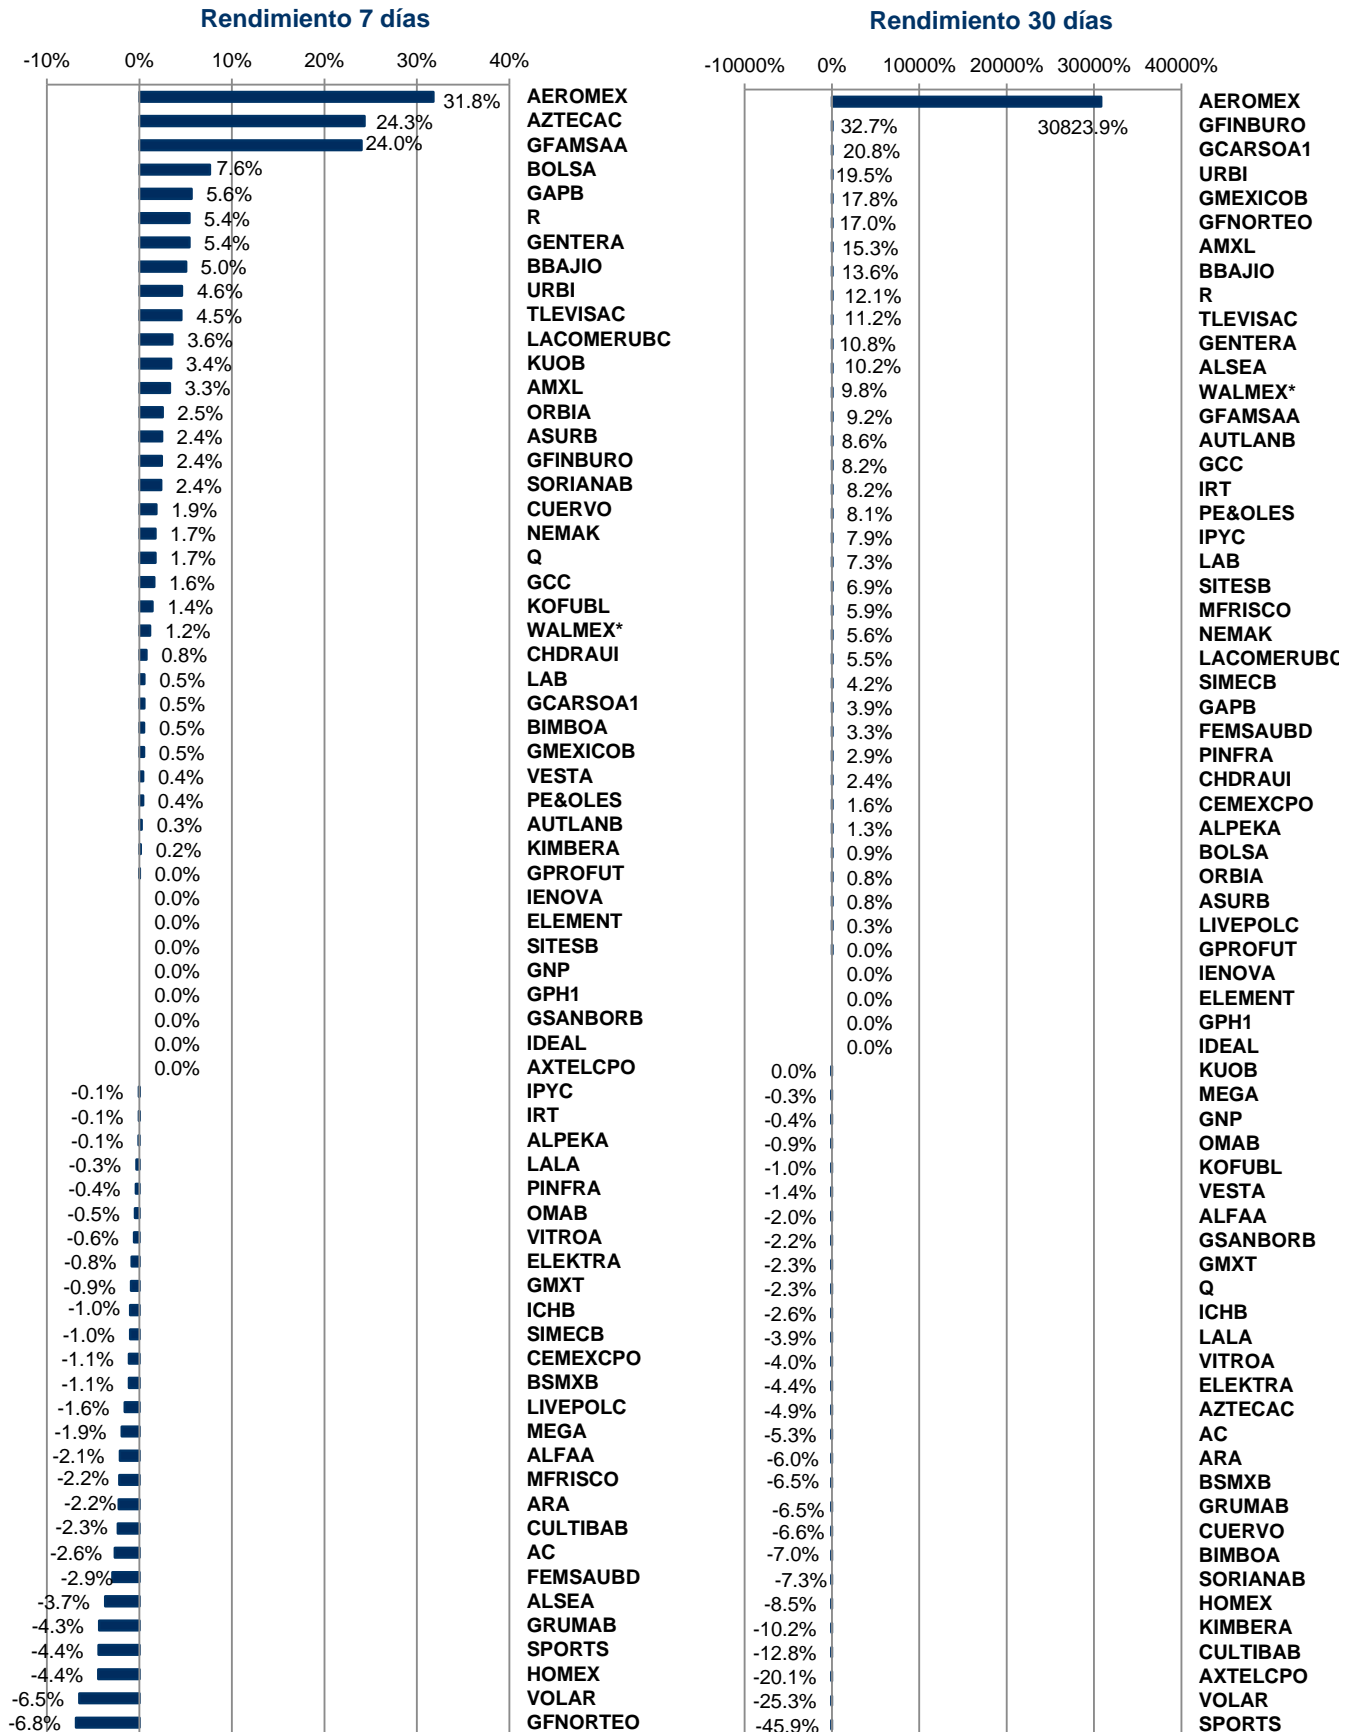 Rendimiento 7 días
-10% 0% 10% 20% 30% 40%
31.8% AEROMEX
24.3% AZTECAC
24.0% GFAMSAA
7.6% BOLSA
5.6% GAPB
5.4% R
5.4% GENTERA
5.0% BBAJIO
4.6% URBI
4.5% TLEVISAC
3.6% LACOMERUBC
3.4% KUOB
3.3% AMXL
2.5% ORBIA
2.4% ASURB
2.4% GFINBURO
2.4% SORIANAB
1.9% CUERVO
1.7% NEMAK
1.7% Q
1.6% GCC
1.4% KOFUBL
1.2% WALMEX*
0.8% CHDRAUI
0.5% LAB
0.5% GCARSOA1
0.5% BIMBOA
0.5% GMEXICOB
0.4% VESTA
0.4% PE&OLES
0.3% AUTLANB
0.2% KIMBERA
0.0% GPROFUT
0.0% IENOVA
0.0% ELEMENT
0.0% SITESB
0.0% GNP
0.0% GPH1
0.0% GSANBORB
0.0% IDEAL
0.0% AXTELCPO
-0.1% IPYC
-0.1% IRT
-0.1% ALPEKA
-0.3% LALA
-0.4% PINFRA
-0.5% OMAB
-0.6% VITROA
-0.8% ELEKTRA
-0.9% GMXT
-1.0% ICHB
-1.0% SIMECB
-1.1% CEMEXCPO
-1.1% BSMXB
-1.6% LIVEPOLC
-1.9% MEGA
-2.1% ALFAA
-2.2% MFRISCO
-2.2% ARA
-2.3% CULTIBAB
-2.6% AC
-2.9% FEMSAUBD
-3.7% ALSEA
-4.3% GRUMAB
-4.4% SPORTS
-4.4% HOMEX
-6.5% VOLAR
-6.8% GFNORTEO
Rendimiento 30 días
-10000% 0% 10000% 20000% 30000% 40000%
30823.9% AEROMEX
32.7% GFINBURO
20.8% GCARSOA1
19.5% URBI
17.8% GMEXICOB
17.0% GFNORTEO
15.3% AMXL
13.6% BBAJIO
12.1% R
11.2% TLEVISAC
10.8% GENTERA
10.2% ALSEA
9.8% WALMEX*
9.2% GFAMSAA
8.6% AUTLANB
8.2% GCC
8.2% IRT
8.1% PE&OLES
7.9% IPYC
7.3% LAB
6.9% SITESB
5.9% MFRISCO
5.6% NEMAK
5.5% LACOMERUBC
4.2% SIMECB
3.9% GAPB
3.3% FEMSAUBD
2.9% PINFRA
2.4% CHDRAUI
1.6% CEMEXCPO
1.3% ALPEKA
0.9% BOLSA
0.8% ORBIA
0.8% ASURB
0.3% LIVEPOLC
0.0% GPROFUT
0.0% IENOVA
0.0% ELEMENT
0.0% GPH1
0.0% IDEAL
0.0% KUOB
-0.3% MEGA
-0.4% GNP
-0.9% OMAB
-1.0% KOFUBL
-1.4% VESTA
-2.0% ALFAA
-2.2% GSANBORB
-2.3% GMXT
-2.3% Q
-2.6% ICHB
-3.9% LALA
-4.0% VITROA
-4.4% ELEKTRA
-4.9% AZTECAC
-5.3% AC
-6.0% ARA
-6.5% BSMXB
-6.5% GRUMAB
-6.6% CUERVO
-7.0% BIMBOA
-7.3% SORIANAB
-8.5% HOMEX
-10.2% KIMBERA
-12.8% CULTIBAB
-20.1% AXTELCPO
-25.3% VOLAR
-45.9% SPORTS